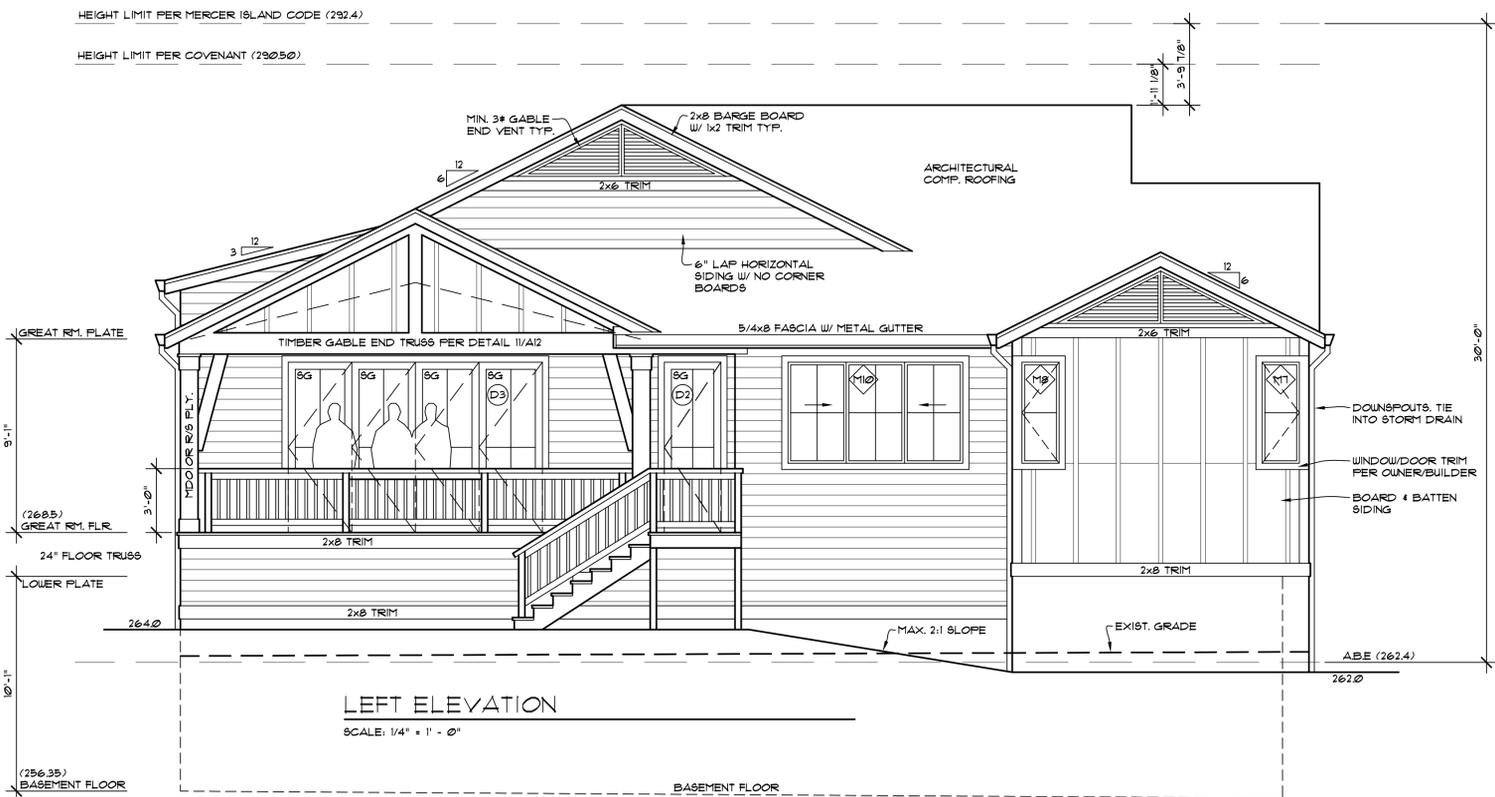 HEIGHT LIMIT PER MERCER ISLAND CODE (292.4)
HEIGHT LIMIT PER COVENANT (290.50)
1'-11 1/8"
3'-9 7/8"
MIN. 3# GABLE
END VENT TYP.
2x8 BARGE BOARD
W/ 1x2 TRIM TYP.
12
6
2x6 TRIM
ARCHITECTURAL
COMP. ROOFING
12
3
6" LAP HORIZONTAL
SIDING W/ NO CORNER
BOARDS
12
6
GREAT RM. PLATE
TIMBER GABLE END TRUSS PER DETAIL 11/A12
5/4x8 FASCIA W/ METAL GUTTER
2x6 TRIM
30'-0"
SG
SG
SG
SG
D3
SG
D2
M10
M8
M7
MDO OR R/S PLY.
9'-1"
3'-0"
DOWNSPOUTS, TIE
INTO STORM DRAIN
WINDOW/DOOR TRIM
PER OWNER/BUILDER
BOARD & BATTEN
SIDING
(268.5)
GREAT RM. FLR.
2x8 TRIM
24" FLOOR TRUSS
LOWER PLATE
2x8 TRIM
2x8 TRIM
264.0
MAX. 2:1 SLOPE
EXIST. GRADE
A.B.E (262.4)
262.0
10'-1"
LEFT ELEVATION
SCALE: 1/4" = 1' - 0"
(256.35)
BASEMENT FLOOR
BASEMENT FLOOR